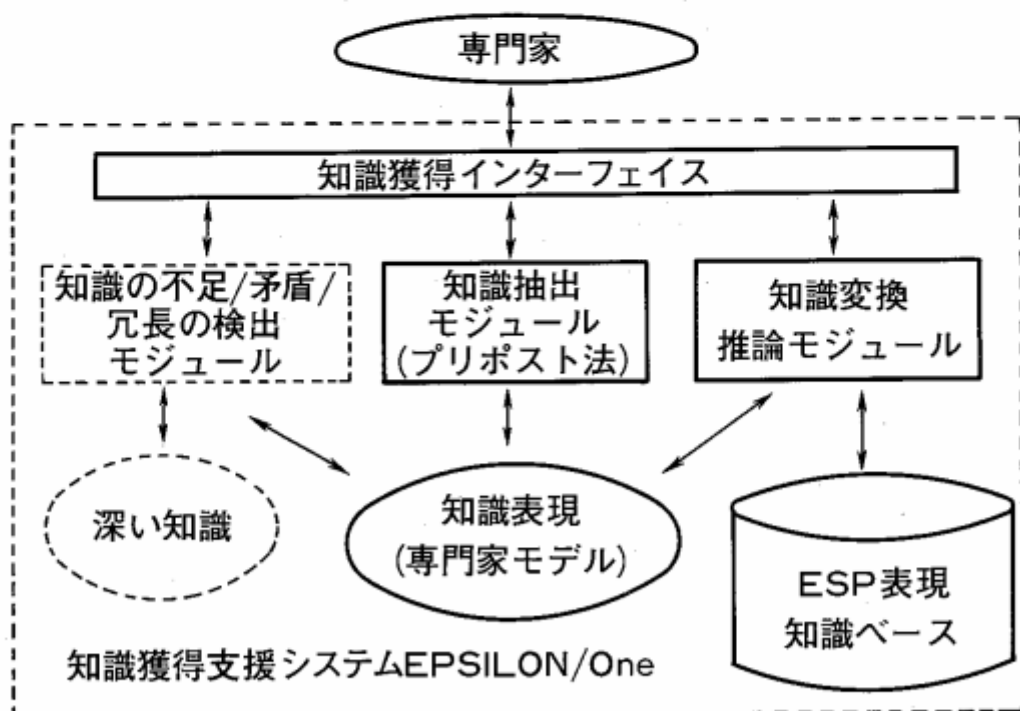 専門家
知識獲得インターフェイス
知識の不足/矛盾/
冗長の検出
モジュール
知識抽出
モジュール
(プリポスト法)
知識変換
推論モジュール
深い知識
知識表現
(専門家モデル)
ESP表現
知識ベース
知識獲得支援システムEPSILON/One